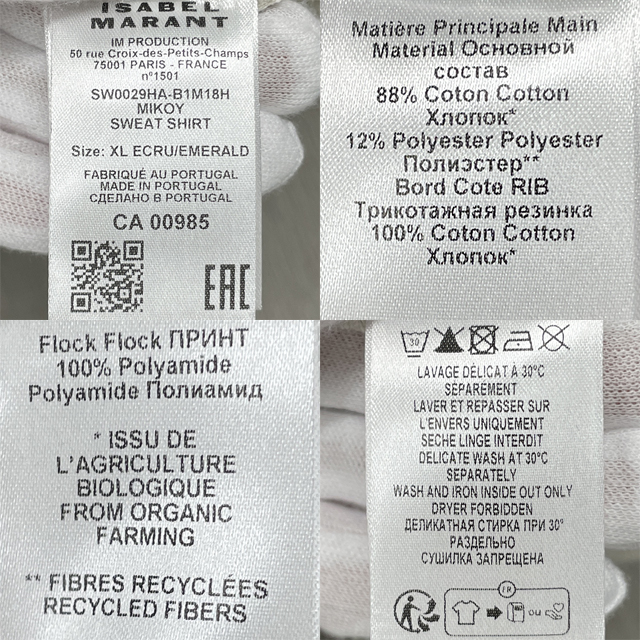 ISABEL
MARANT
IM PRODUCTION
50 rue Croix-des-Petits-Champs
75001 PARIS - FRANCE
n°1501
SW0029HA-B1M18H
MIKOY
SWEAT SHIRT
Size: XL ECRU/EMERALD
FABRIQUÉ AU PORTUGAL
MADE IN PORTUGAL
СДЕЛАНО В PORTUGAL
CA 00985
EAC
Matière Principale Main
Material Основной
состав
88% Coton Cotton
Хлопок*
12% Polyester Polyester
Полиэстер**
Bord Cote RIB
Трикотажная резинка
100% Coton Cotton
Хлопок*
Flock Flock ПРИНТ
100% Polyamide
Polyamide Полиамид
* ISSU DE
L'AGRICULTURE
BIOLOGIQUE
FROM ORGANIC
FARMING
** FIBRES RECYCLÉES
RECYCLED FIBERS
30
LAVAGE DÉLICAT À 30°C
SÉPAREMENT
LAVER ET REPASSER SUR
L'ENVERS UNIQUEMENT
SECHE LINGE INTERDIT
DELICATE WASH AT 30°C
SEPARATELY
WASH AND IRON INSIDE OUT ONLY
DRYER FORBIDDEN
ДЕЛИКАТНАЯ СТИРКА ПРИ 30°
РАЗДЕЛЬНО
СУШИЛКА ЗАПРЕЩЕНА
FR
ou